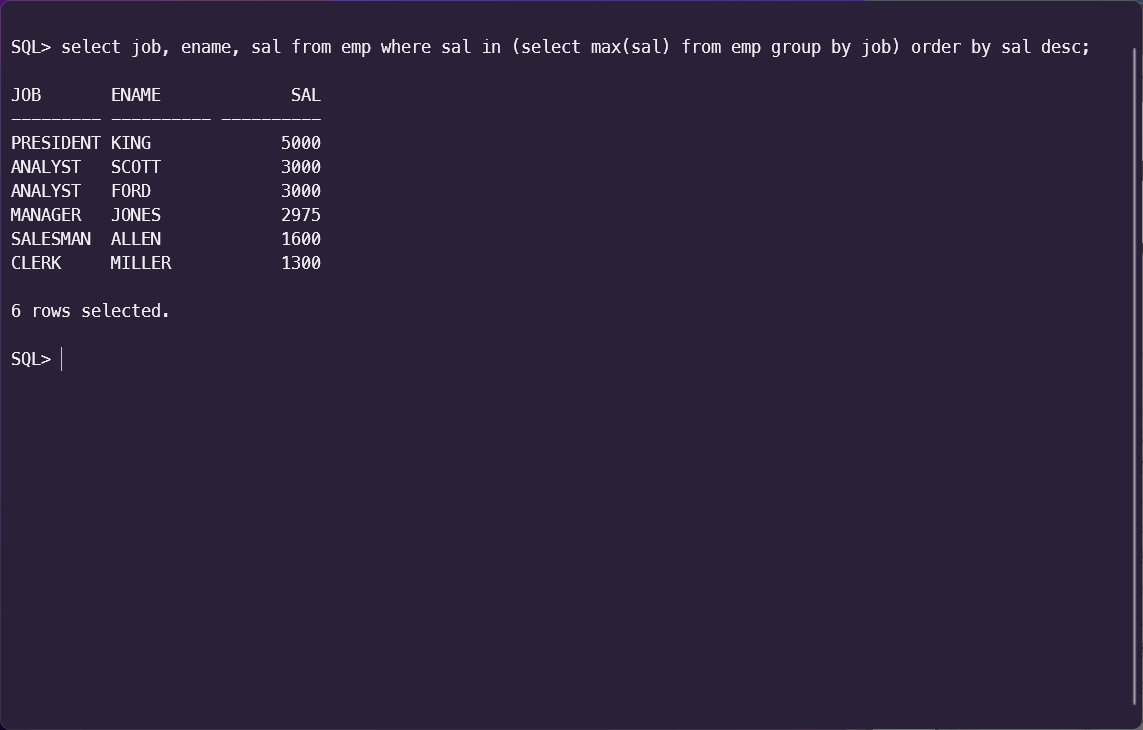 SQL> select job, ename, sal from emp where sal in (select max(sal) from emp group by job) order by sal desc;
JOB       ENAME             SAL
--------- ---------- ----------
PRESIDENT KING             5000
ANALYST   SCOTT            3000
ANALYST   FORD             3000
MANAGER   JONES            2975
SALESMAN  ALLEN            1600
CLERK     MILLER           1300
6 rows selected.
SQL>